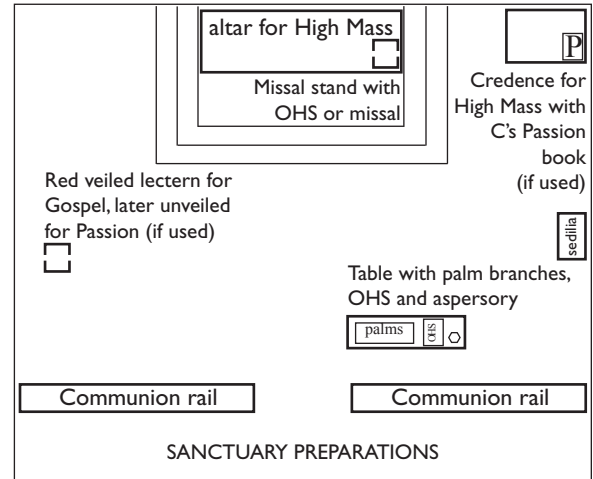 altar for High Mass
P
Missal stand with
OHS or missal
Credence for
High Mass with
C's Passion
book
(if used)
Red veiled lectern for
Gospel, later unveiled
for Passion (if used)
sedilia
Table with palm branches,
OHS and aspersory
palms
OHS
Communion rail
Communion rail
SANCTUARY PREPARATIONS